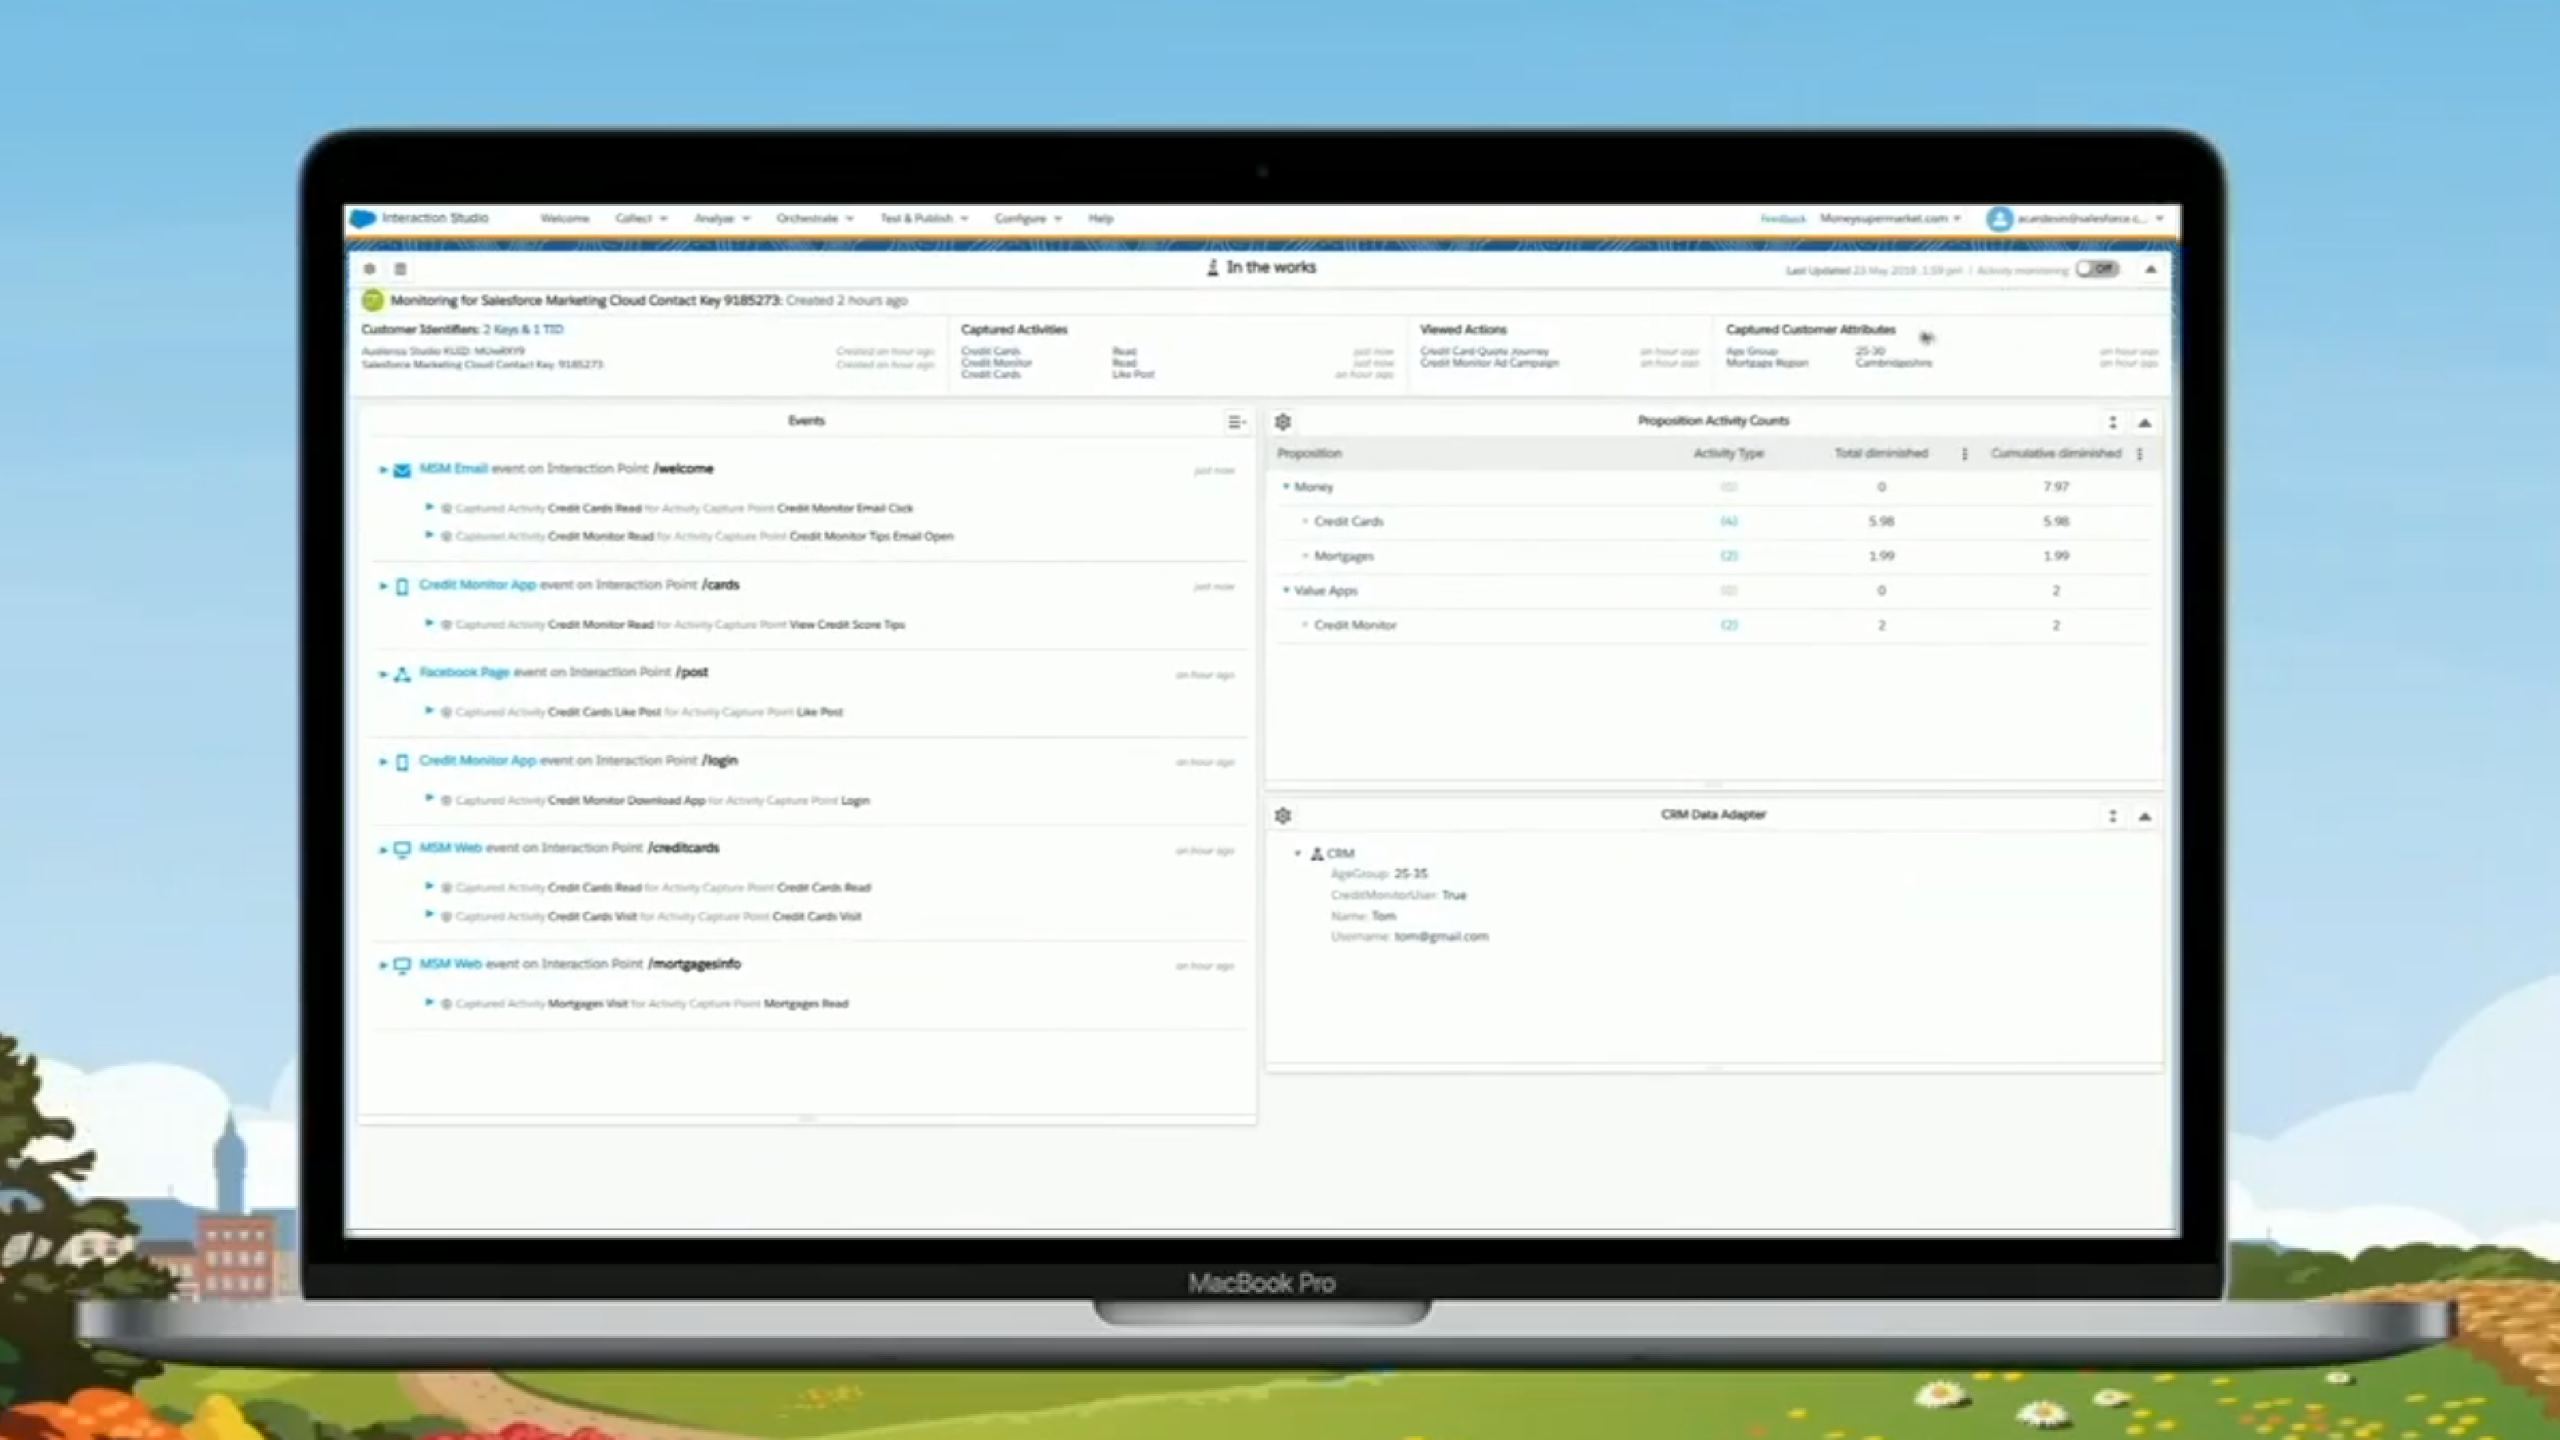 Interaction Studio Welcome Collect Analyze Orchestrate Test & Publish Configure Help Feedback Moneysupermarket.com
In the works Last Updated 23 May 2019, 1:59 pm / Activity monitoring: Off
Monitoring for Salesforce Marketing Cloud Contact Key 9185273: Created 2 hours ago
Customer Identifiers: 2 Keys & 1 TID
Created an hour ago
Salesforce Marketing Cloud Contact Key: 9185273 Created an hour ago
Captured Activities
Credit Cards Read just now
Credit Monitor Read just now
Credit Cards Like Post an hour ago
Viewed Actions
Credit Card Quote Journey an hour ago
Credit Monitor Ad Campaign an hour ago
Captured Customer Attributes
Age Group 25-30 an hour ago
Mortgage Region Cambridgeshire an hour ago
Events
MSM Email event on Interaction Point /welcome just now
Captured Activity Credit Cards Read for Activity Capture Point Credit Monitor Email Click
Captured Activity Credit Monitor Read for Activity Capture Point Credit Monitor Tips Email Open
Credit Monitor App event on Interaction Point /cards just now
Captured Activity Credit Monitor Read for Activity Capture Point View Credit Score Tips
Facebook Page event on Interaction Point /post an hour ago
Captured Activity Credit Cards Like Post for Activity Capture Point Like Post
Credit Monitor App event on Interaction Point /login an hour ago
Captured Activity Credit Monitor Download App for Activity Capture Point Login
MSM Web event on Interaction Point /creditcards an hour ago
Captured Activity Credit Cards Read for Activity Capture Point Credit Cards Read
Captured Activity Credit Cards Visit for Activity Capture Point Credit Cards Visit
MSM Web event on Interaction Point /mortgagesinfo an hour ago
Captured Activity Mortgages Visit for Activity Capture Point Mortgages Read
Proposition Activity Counts
Proposition Activity Type Total diminished Cumulative diminished
Money (0) 0 7.97
Credit Cards (4) 5.98 5.98
Mortgages (2) 1.99 1.99
Value Apps (0) 0 2
Credit Monitor (2) 2 2
CRM Data Adapter
CRM
AgeGroup: 25-35
CreditMonitorUser: True
Name: Tom
Username: tom@gmail.com
MacBook Pro